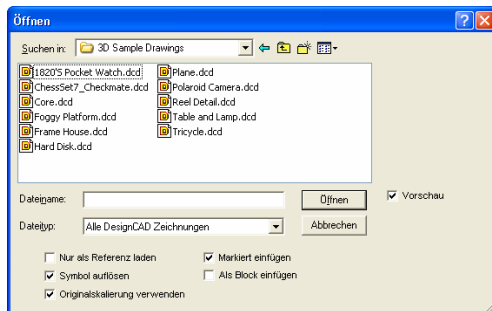 Öffnen
Suchen in: 3D Sample Drawings
1820'S Pocket Watch.dcd
ChessSet7_Checkmate.dcd
Core.dcd
Foggy Platform.dcd
Frame House.dcd
Hard Disk.dcd
Plane.dcd
Polaroid Camera.dcd
Reel Detail.dcd
Table and Lamp.dcd
Tricycle.dcd
Dateiname:
Öffnen
Vorschau
Dateityp: Alle DesignCAD Zeichnungen
Abbrechen
Nur als Referenz laden
Markiert einfügen
Symbol auflösen
Als Block einfügen
Originalskalierung verwenden